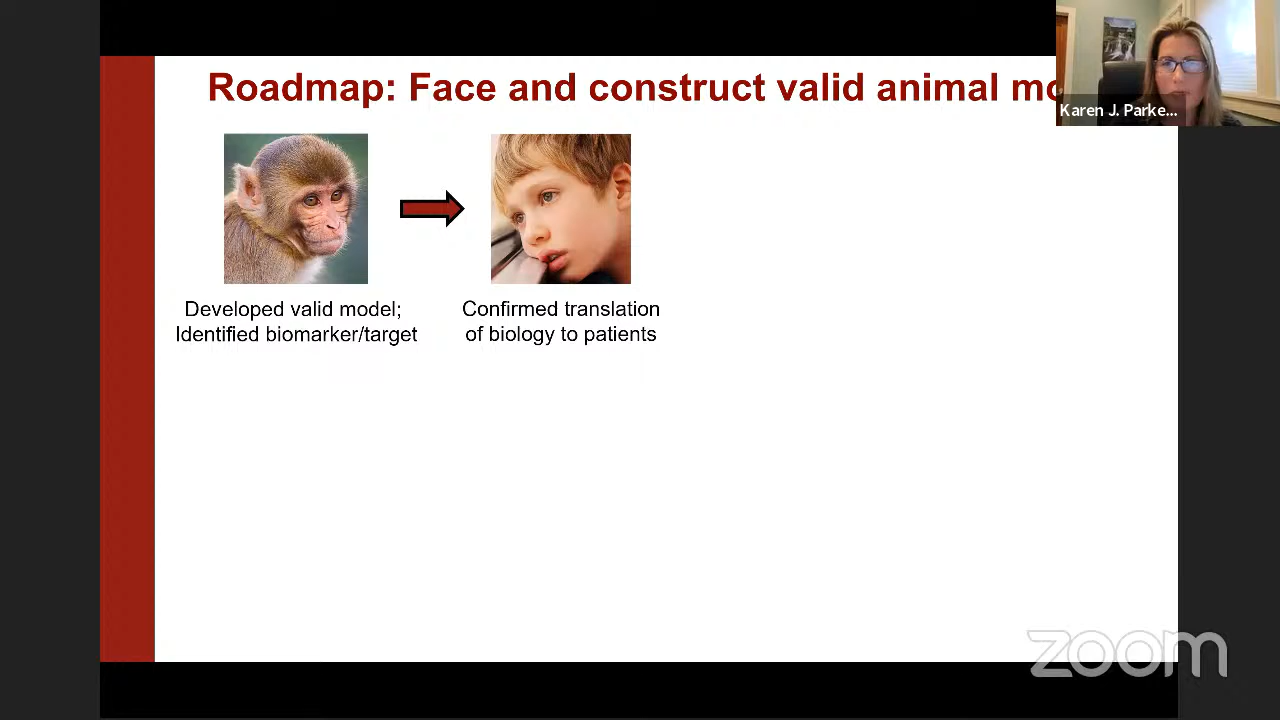 Roadmap: Face and construct valid animal
Karen J. Parke...
Developed valid model;
Identified biomarker/target
Confirmed translation
of biology to patients
zoom